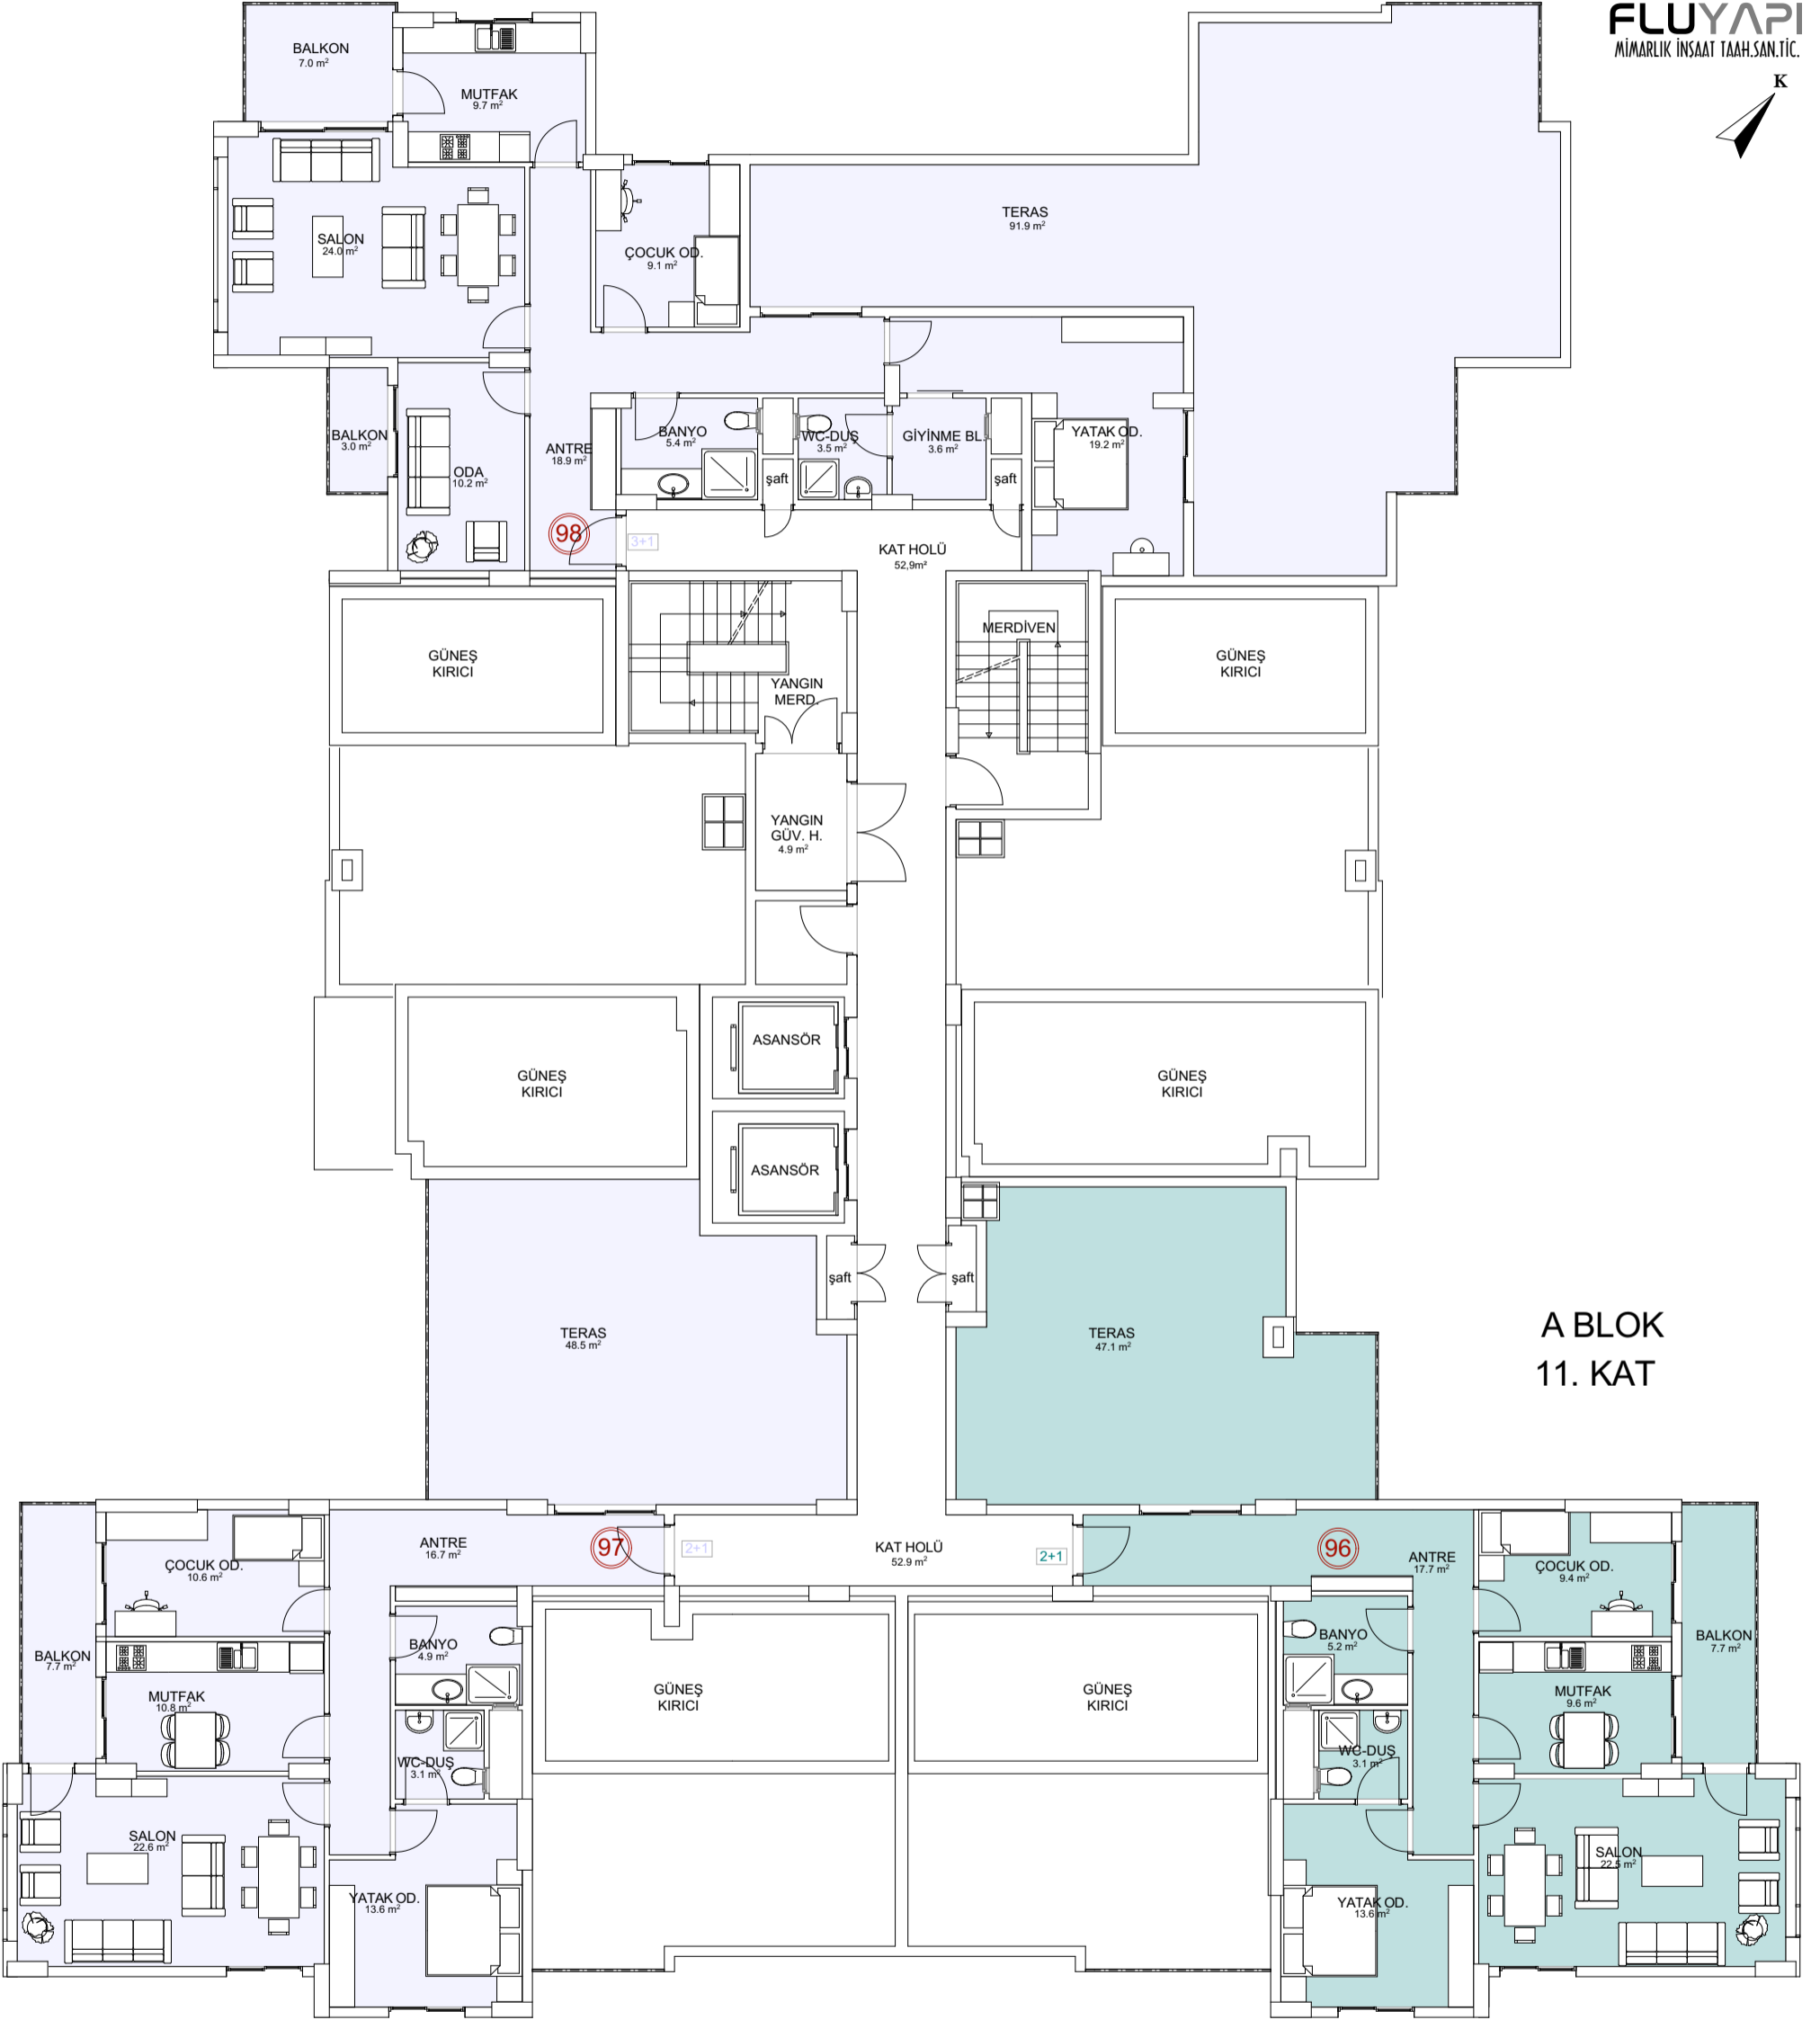 FLUYAPI
MİMARLIK İNŞAAT TAAH.SAN.TİC.
K
BALKON
7.0 m²
MUTFAK
9.7 m²
SALON
24.0 m²
ÇOCUK OD.
9.1 m²
TERAS
91.9 m²
BALKON
3.0 m²
ODA
10.2 m²
ANTRE
18.9 m²
BANYO
5.4 m²
şaft
WC-DUŞ
3.5 m²
GİYİNME BL.
3.6 m²
şaft
YATAK OD.
19.2 m²
98
3+1
KAT HOLÜ
52,9m²
GÜNEŞ
KIRICI
YANGIN
MERD.
MERDİVEN
GÜNEŞ
KIRICI
YANGIN
GÜV. H.
4.9 m²
ASANSÖR
GÜNEŞ
KIRICI
GÜNEŞ
KIRICI
ASANSÖR
şaft
şaft
TERAS
48.5 m²
TERAS
47.1 m²
A BLOK
11. KAT
ANTRE
16.7 m²
97
2+1
KAT HOLÜ
52.9 m²
2+1
96
ANTRE
17.7 m²
ÇOCUK OD.
10.6 m²
ÇOCUK OD.
9.4 m²
BALKON
7.7 m²
BANYO
4.9 m²
BANYO
5.2 m²
BALKON
7.7 m²
MUTFAK
10.8 m²
GÜNEŞ
KIRICI
GÜNEŞ
KIRICI
MUTFAK
9.6 m²
WC-DUŞ
3.1 m²
WC-DUŞ
3.1 m²
SALON
22.6 m²
SALON
22.5 m²
YATAK OD.
13.6 m²
YATAK OD.
13.6 m²